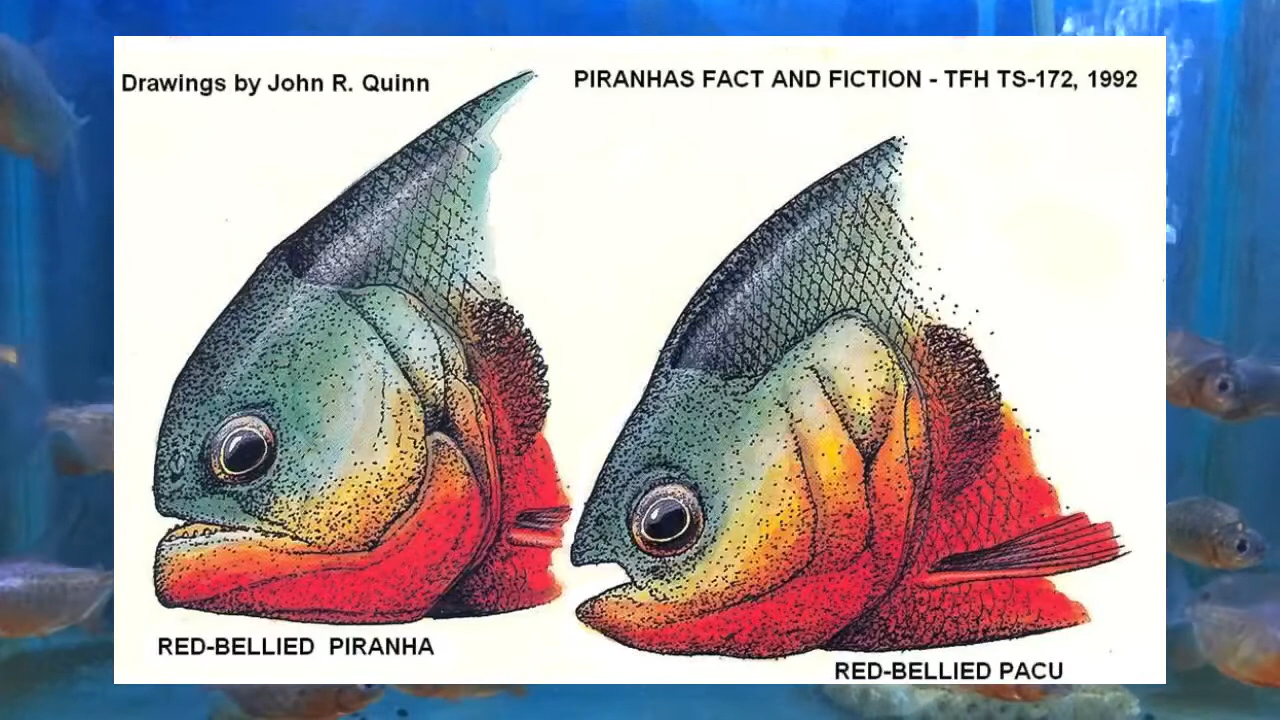 Drawings by John R. Quinn
PIRANHAS FACT AND FICTION - TFH TS-172, 1992
RED-BELLIED PIRANHA
RED-BELLIED PACU